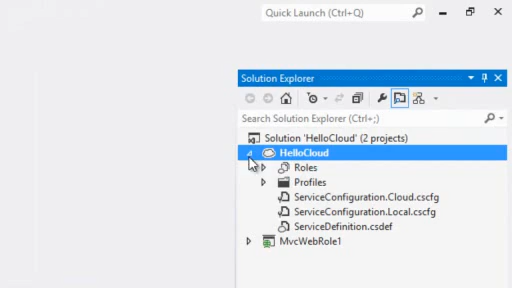 Quick Launch (Ctrl+Q)
Solution Explorer
Search Solution Explorer (Ctrl+;)
Solution 'HelloCloud' (2 projects)
HelloCloud
Roles
Profiles
ServiceConfiguration.Cloud.cscfg
ServiceConfiguration.Local.cscfg
ServiceDefinition.csdef
MvcWebRole1